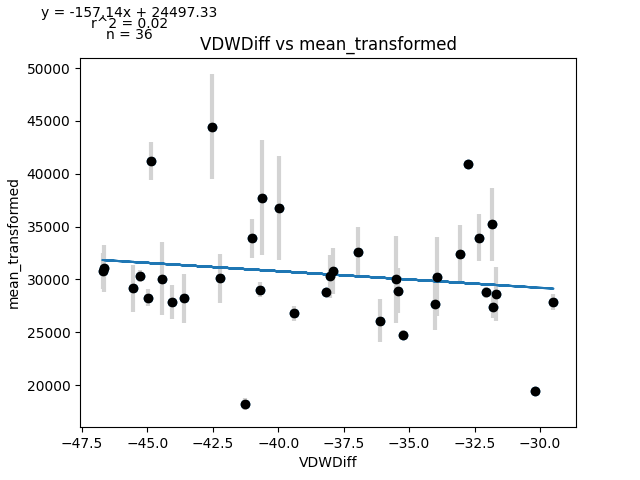 y = -157.14x + 24497.33
r^2 = 0.02
n = 36
VDWDiff vs mean_transformed
50000
45000
40000
35000
30000
25000
20000
mean_transformed
−47.5 −45.0 −42.5 −40.0 −37.5 −35.0 −32.5 −30.0
VDWDiff